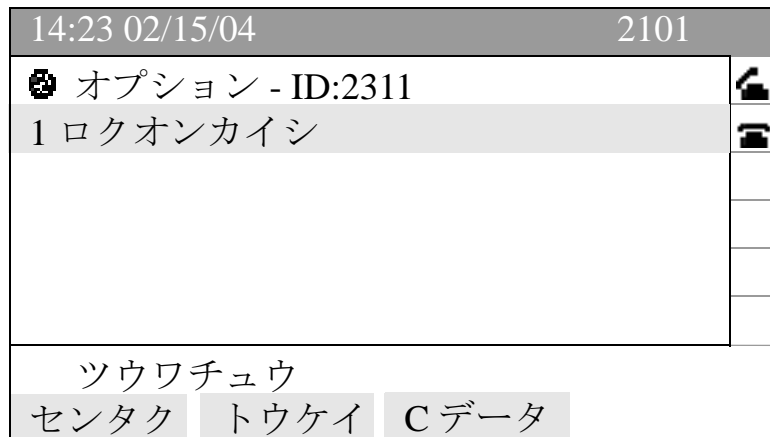 14:23 02/15/04 2101
オプション - ID:2311
1 ロクオンカイシ
ツウワチュウ
センタク トウケイ C データ